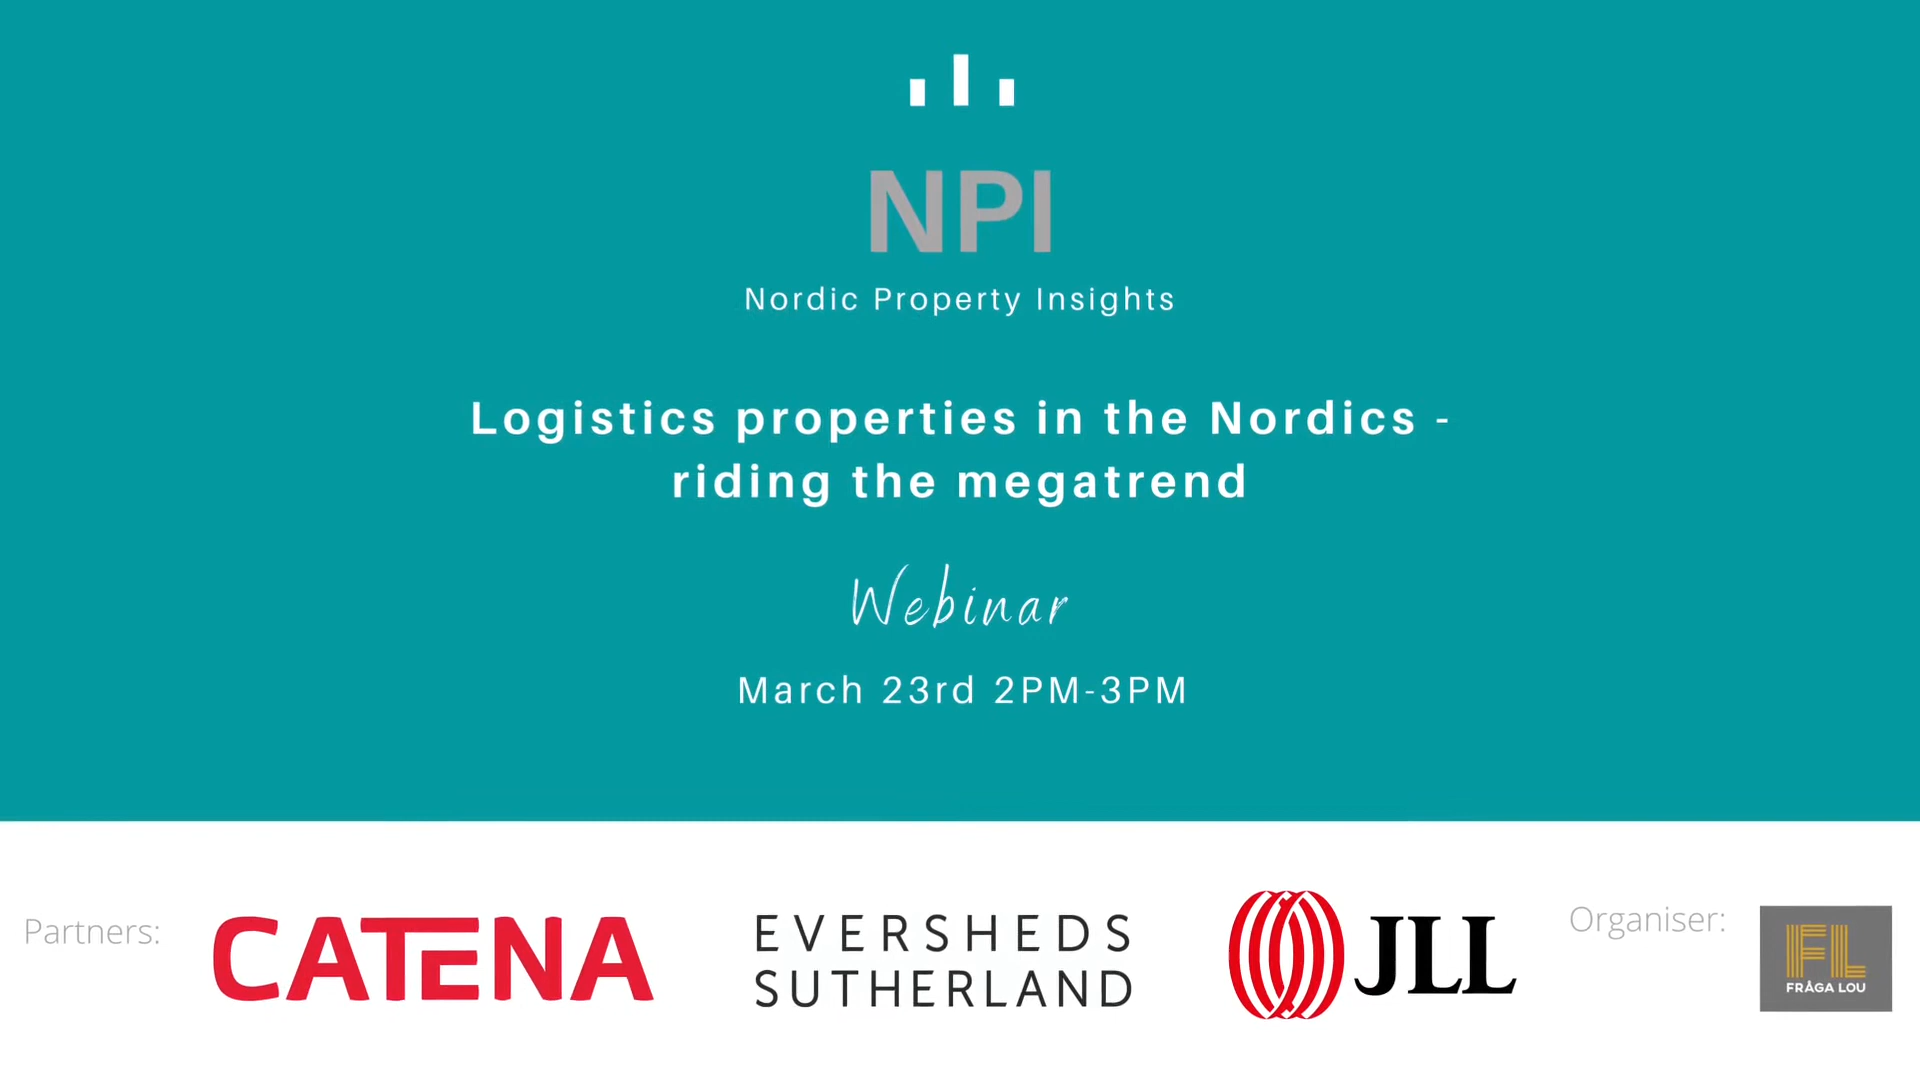 NPI
Nordic Property Insights
Logistics properties in the Nordics -
riding the megatrend
Webinar
March 23rd 2PM-3PM
Partners:
CATENA
EVERSHEDS
SUTHERLAND
JLL
Organiser:
FL
FRÅGA LOU